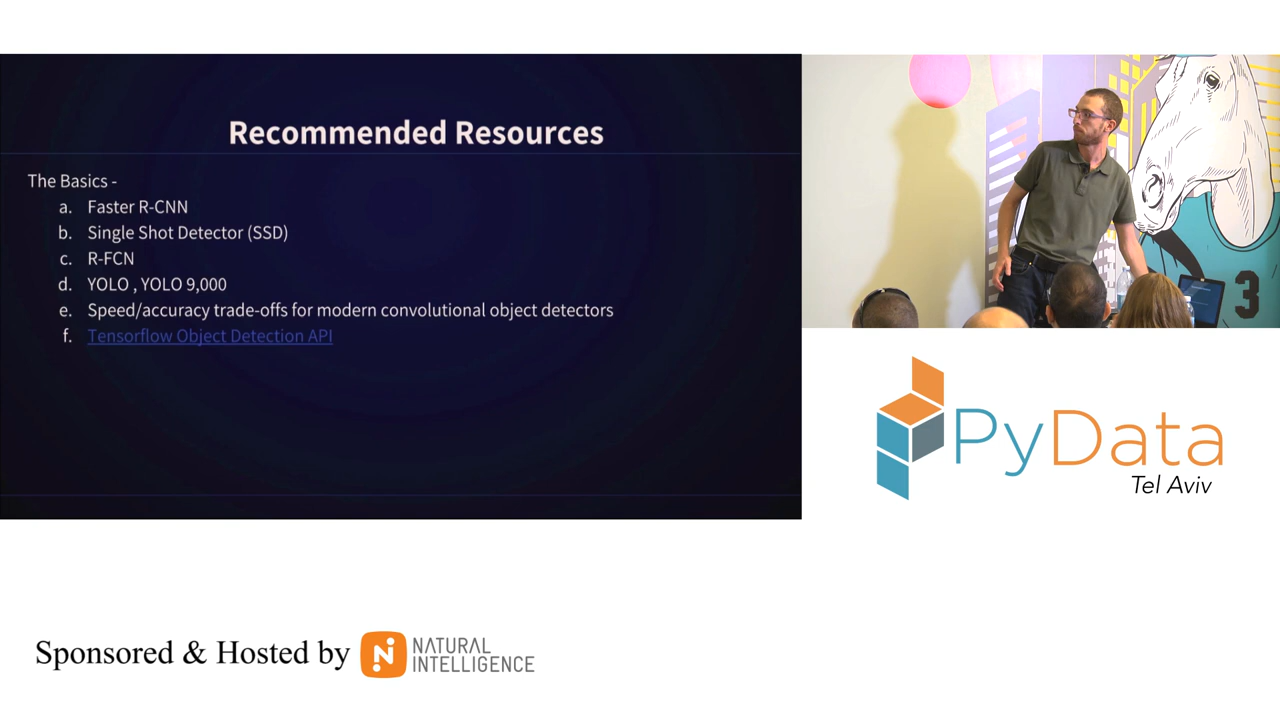 Recommended Resources
The Basics -
a. Faster R-CNN
b. Single Shot Detector (SSD)
c. R-FCN
d. YOLO , YOLO 9,000
e. Speed/accuracy trade-offs for modern convolutional object detectors
f. Tensorflow Object Detection API
3
PyData
Tel Aviv
Sponsored & Hosted by
NATURAL
INTELLIGENCE